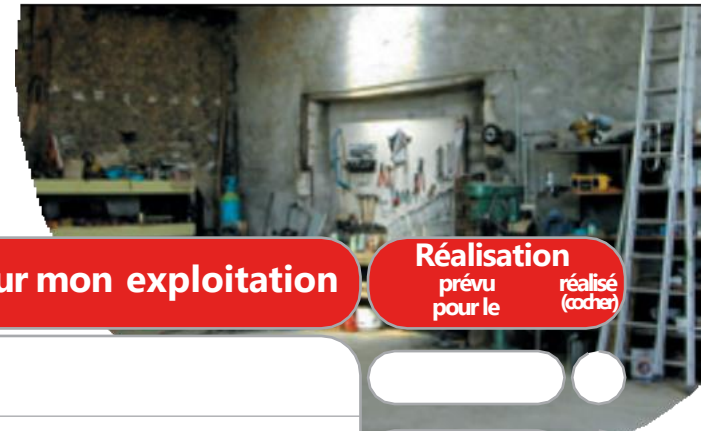 ur mon exploitation
Réalisation
prévu
pour le
réalisé
(cocher)